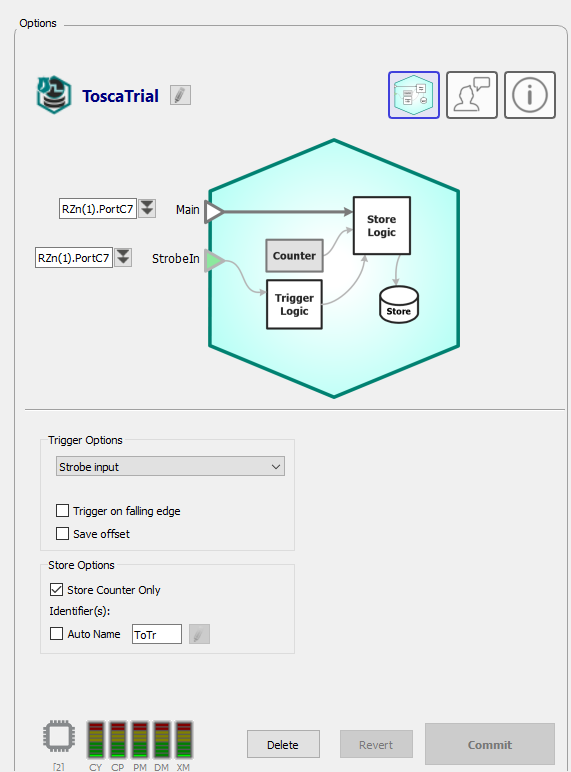 Options
ToscaTrial
RZn(1).PortC7
Main
RZn(1).PortC7
StrobeIn
Store
Logic
Counter
Trigger
Logic
Store
Trigger Options
Strobe input
Trigger on falling edge
Save offset
Store Options
Store Counter Only
Identifier(s):
Auto Name
ToTr
[2]
CY CP PM DM XM
Delete
Revert
Commit